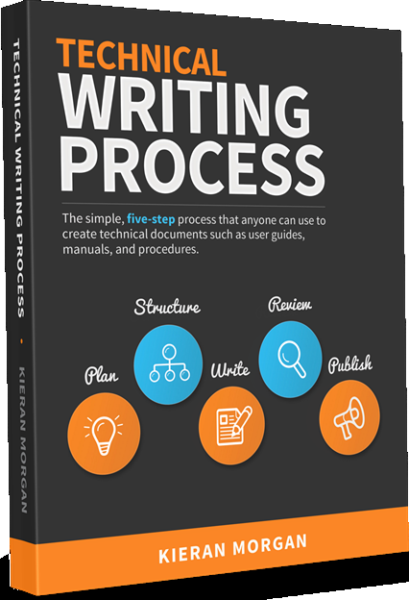 TECHNICAL
WRITING
PROCESS
The simple, five-step process that anyone can use to
create technical documents such as user guides,
manuals, and procedures.
Plan
Structure
Write
Review
Publish
KIERAN MORGAN
TECHNICAL WRITING PROCESS • KIERAN MORGAN